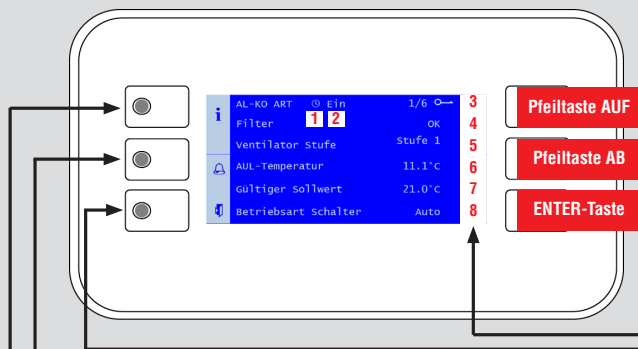 AL-KO ART Ein 1/6 3
1 2
Filter OK 4
Ventilator Stufe Stufe 1 5
AUL-Temperatur 11.1°C 6
Gültiger Sollwert 21.0°C 7
Betriebsart Schalter Auto 8
Pfeiltaste AUF
Pfeiltaste AB
ENTER-Taste
i